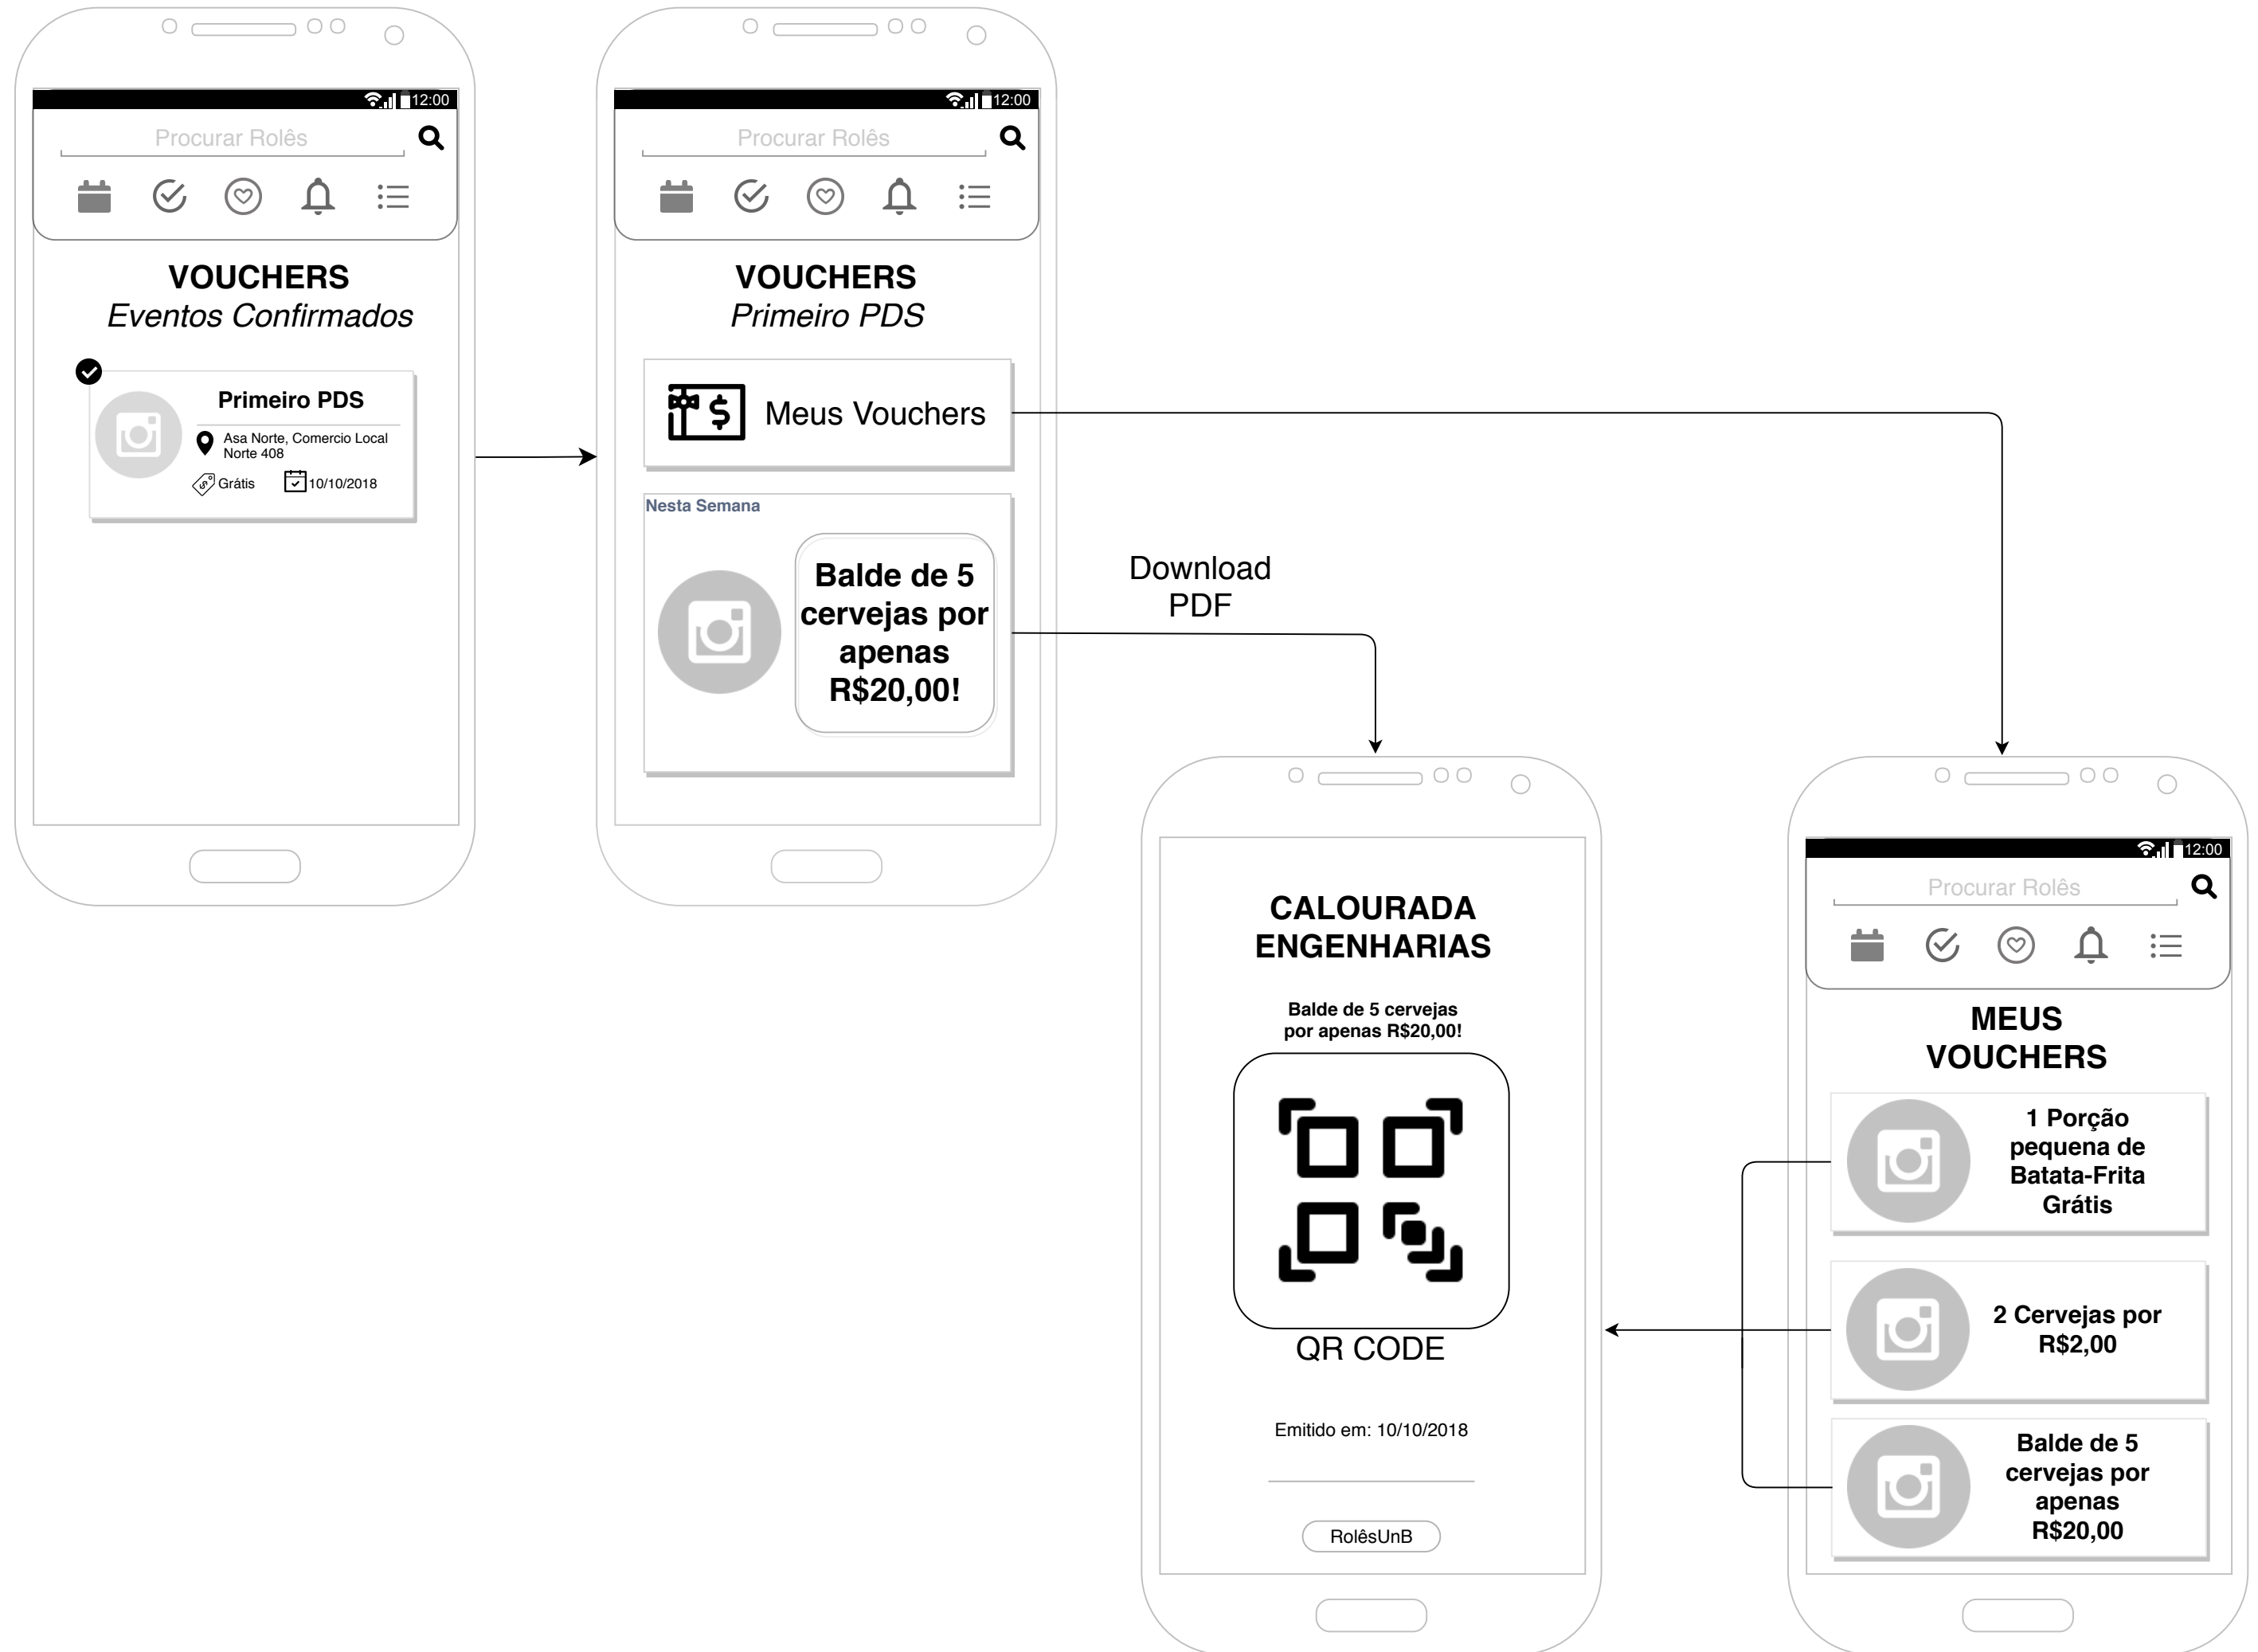 12:00
Procurar Rolês
VOUCHERS
Eventos Confirmados
Primeiro PDS
Asa Norte, Comercio Local
Norte 408
Grátis
10/10/2018
12:00
Procurar Rolês
VOUCHERS
Primeiro PDS
$
Meus Vouchers
Nesta Semana
Balde de 5
cervejas por
apenas
R$20,00!
Download
PDF
CALOURADA
ENGENHARIAS
Balde de 5 cervejas
por apenas R$20,00!
QR CODE
Emitido em: 10/10/2018
RolêsUnB
12:00
Procurar Rolês
MEUS
VOUCHERS
1 Porção
pequena de
Batata-Frita
Grátis
2 Cervejas por
R$2,00
Balde de 5
cervejas por
apenas
R$20,00